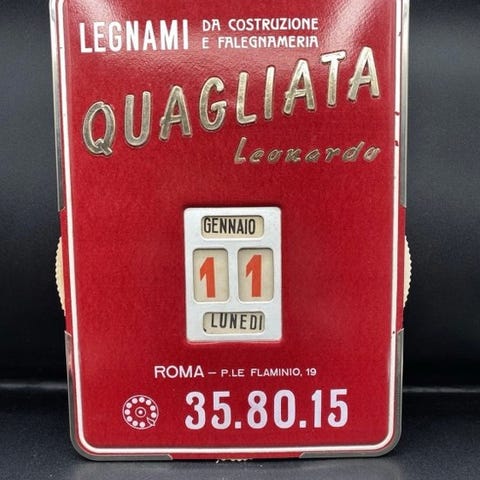 LEGNAMI DA COSTRUZIONE
E FALEGNAMERIA
QUAGLIATA
Leonardo
GENNAIO
1 1
LUNEDI
ROMA – P.LE FLAMINIO, 19
35.80.15